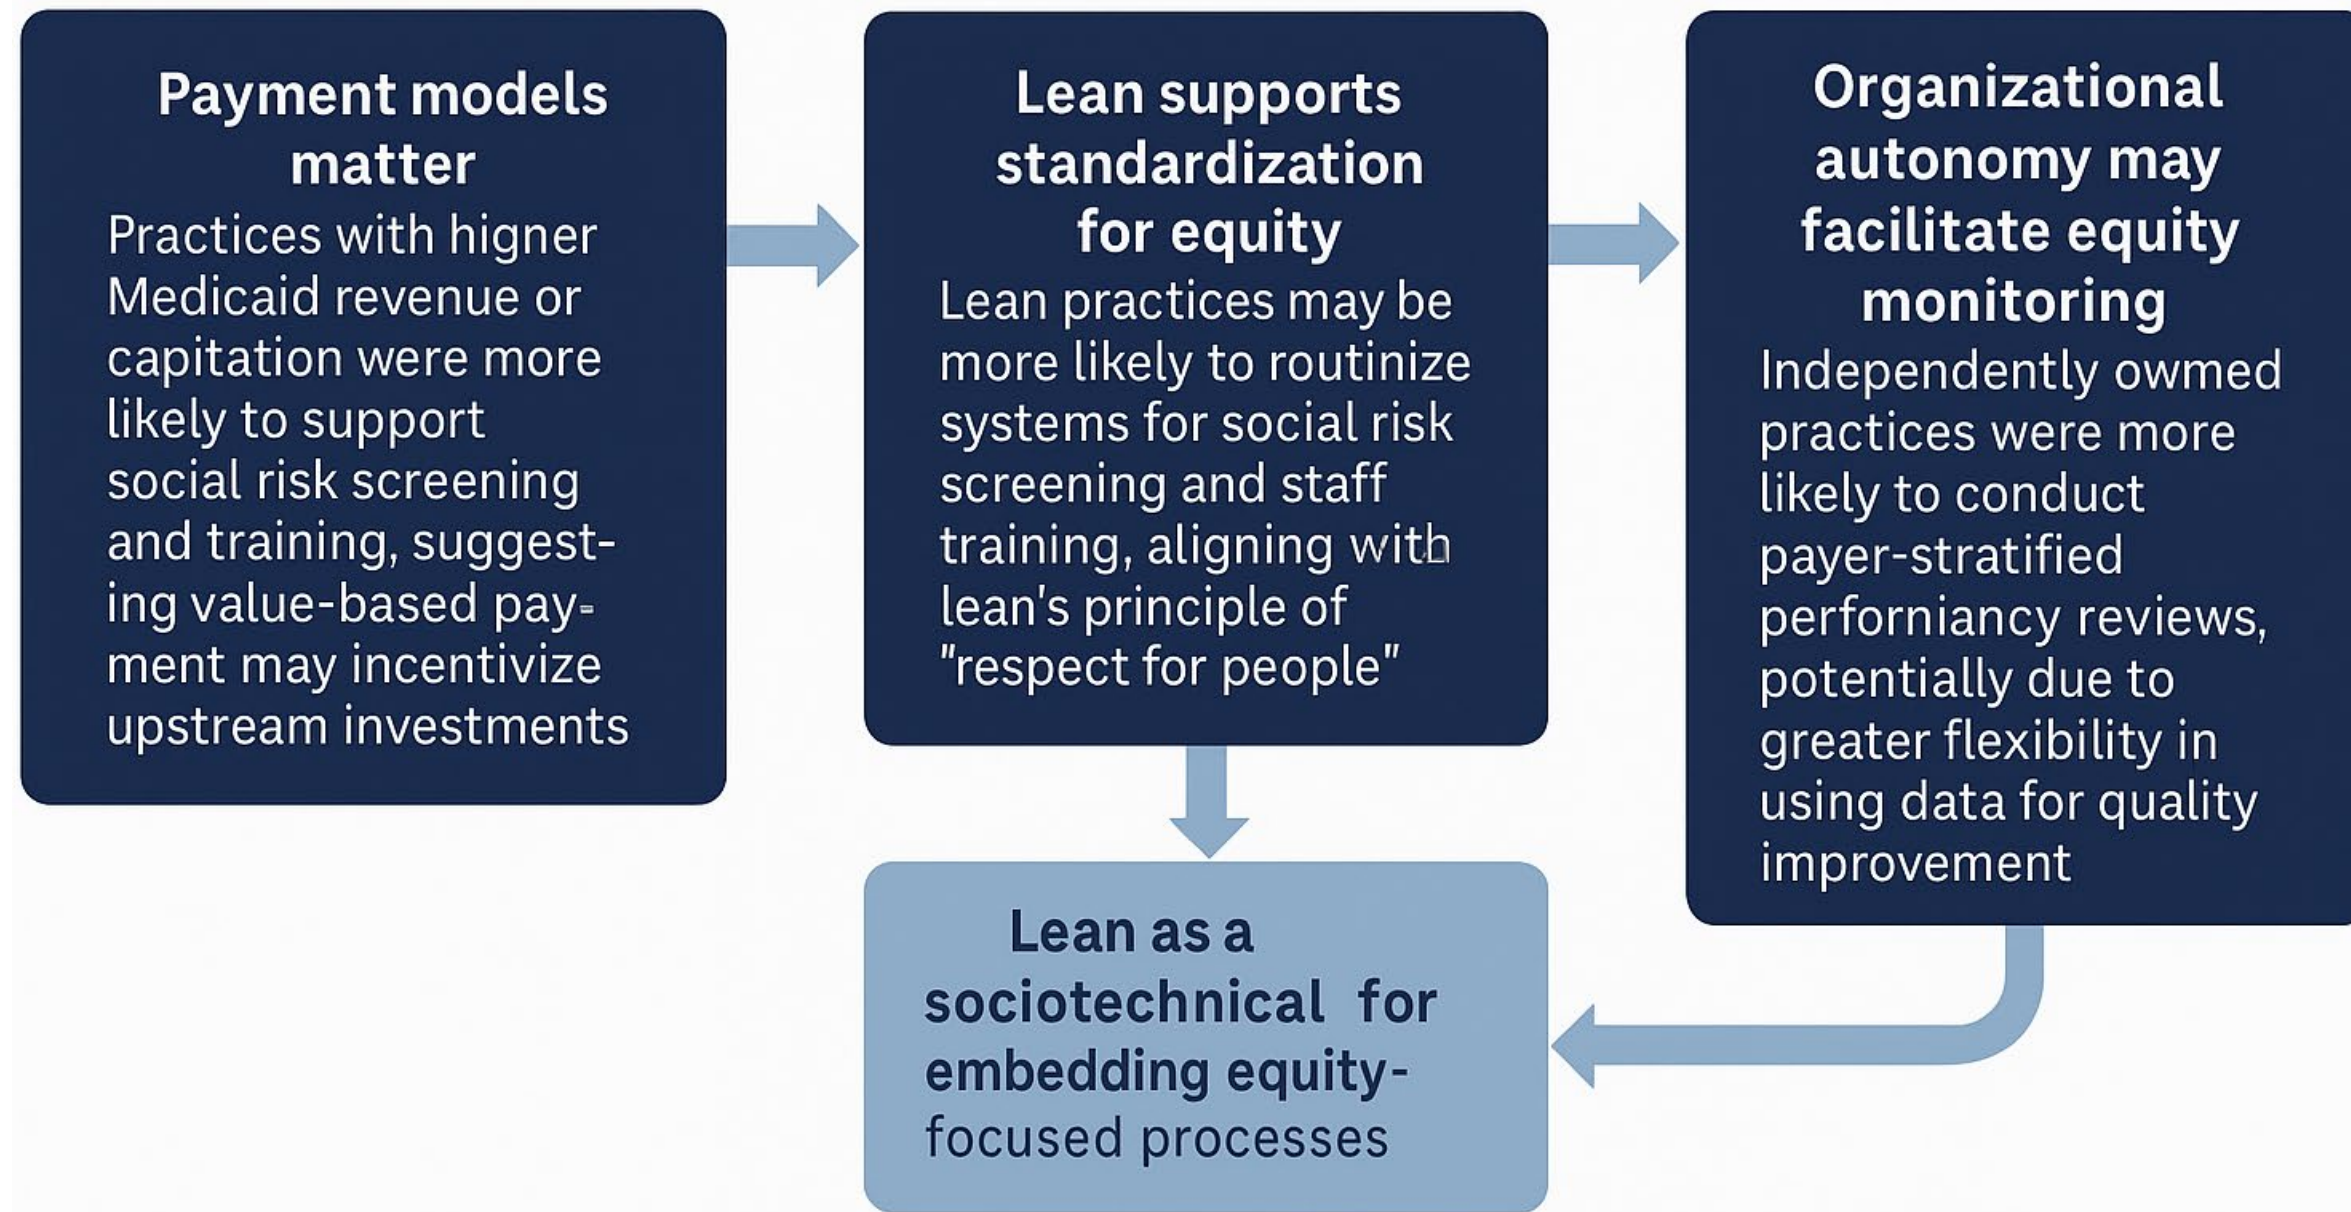 Payment models
matter
Practices with higner
Medicaid revenue or
capitation were more
likely to support
social risk screening
and training, suggest-
ing value-based pay-
ment may incentivize
upstream investments
Lean supports
standardization
for equity
Lean practices may be
more likely to routinize
systems for social risk
screening and staff
training, aligning with
lean's principle of
"respect for people"
Organizational
autonomy may
facilitate equity
monitoring
Independently owmed
practices were more
likely to conduct
payer-stratified
perforniancy reviews,
potentially due to
greater flexibility in
using data for quality
improvement
Lean as a
sociotechnical for
embedding equity-
focused processes